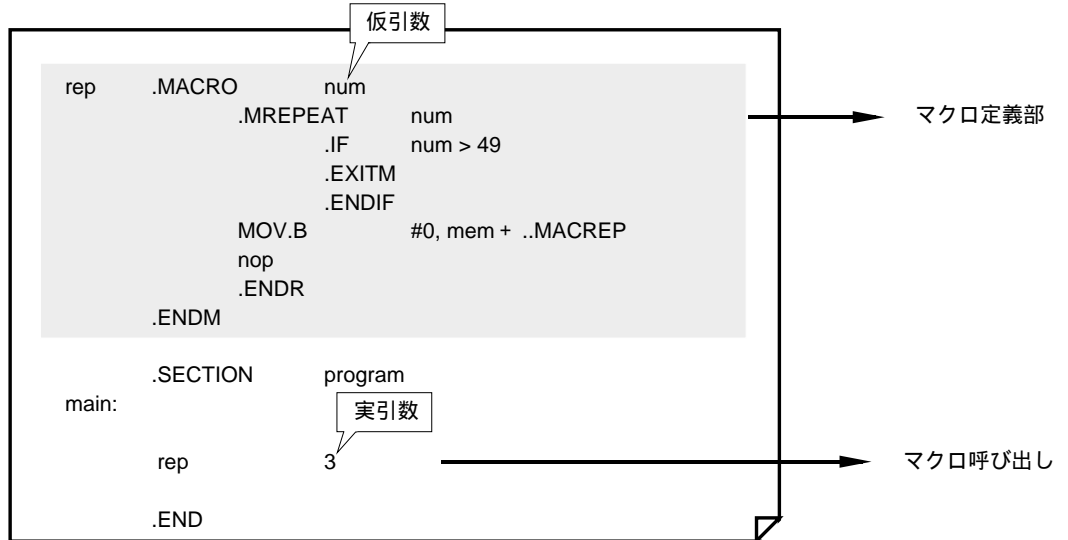 仮引数
rep .MACRO num
.MREPEAT num
マクロ定義部
.IF num > 49
.EXITM
.ENDIF
MOV.B #0, mem + ..MACREP
nop
.ENDR
.ENDM
.SECTION program
main:
実引数
rep 3
マクロ呼び出し
.END